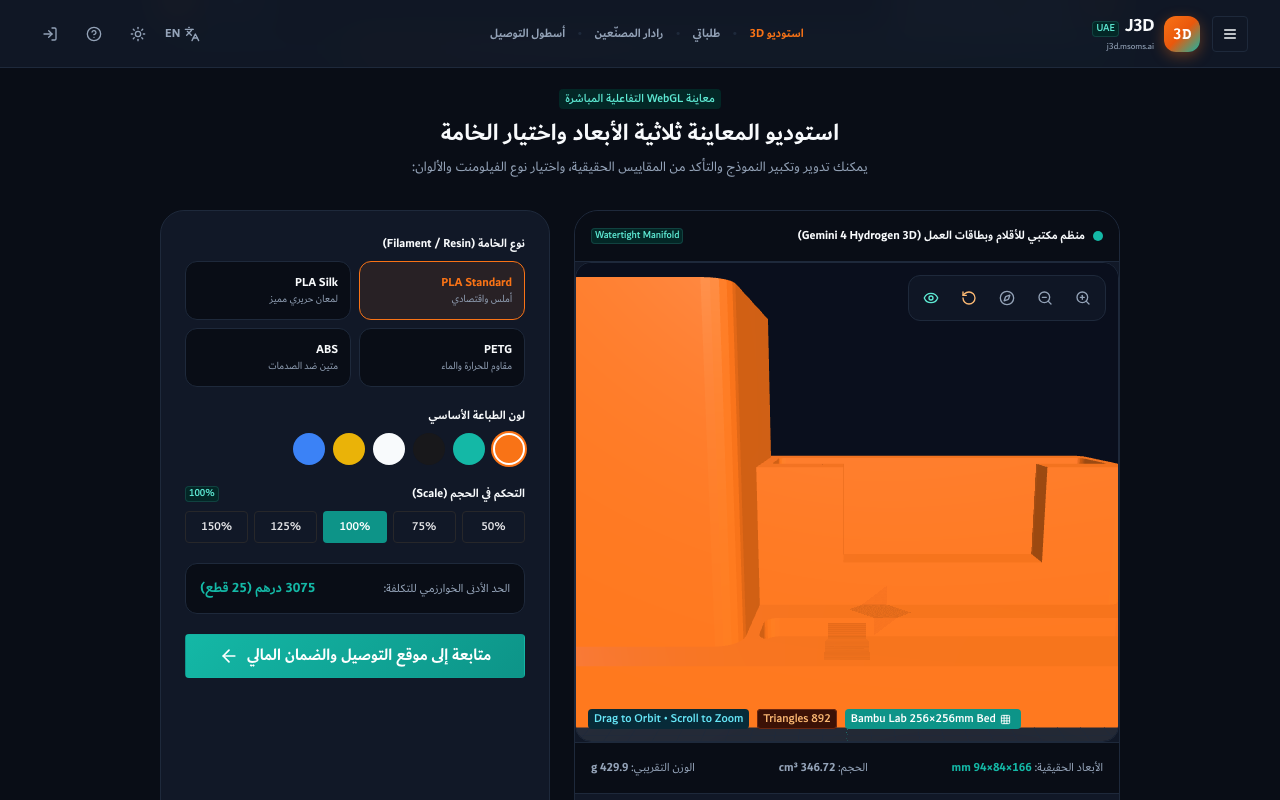 3D
J3D UAE
j3d.msoms.ai
استوديو 3D • طلباتي • رادار المصنّعين • أسطول التوصيل
EN
معاينة WebGL التفاعلية المباشرة
استوديو المعاينة ثلاثية الأبعاد واختيار الخامة
يمكنك تدوير وتكبير النموذج والتأكد من المقاييس الحقيقية، واختيار نوع الفيلومنت والألوان:
منظم مكتبي للأقلام وبطاقات العمل (Gemini 4 Hydrogen 3D)
Watertight Manifold
Bambu Lab 256×256mm Bed
Triangles 892
Drag to Orbit • Scroll to Zoom
الأبعاد الحقيقية: 166×84×94 mm
الحجم: 346.72 cm³
الوزن التقريبي: 429.9 g
نوع الخامة (Filament / Resin)
PLA Standard
أملس واقتصادي
PLA Silk
لمعان حريري مميز
PETG
مقاوم للحرارة والماء
ABS
متين ضد الصدمات
لون الطباعة الأساسي
التحكم في الحجم (Scale)
100%
50%
75%
100%
125%
150%
الحد الأدنى الخوارزمي للتكلفة:
3075 درهم (25 قطع)
متابعة إلى موقع التوصيل والضمان المالي